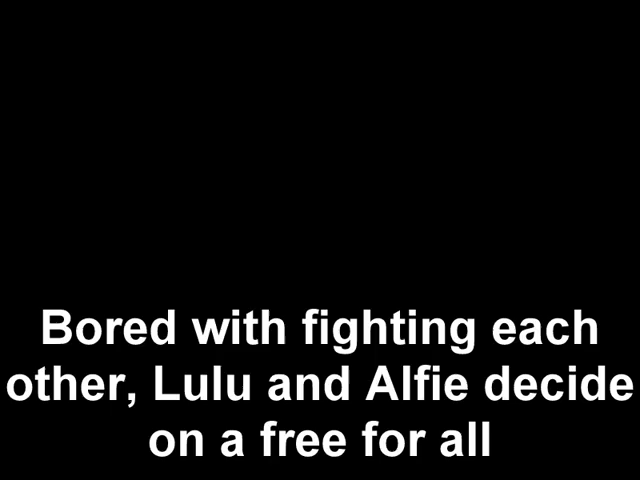 Bored with fighting each
other, Lulu and Alfie decide
on a free for all